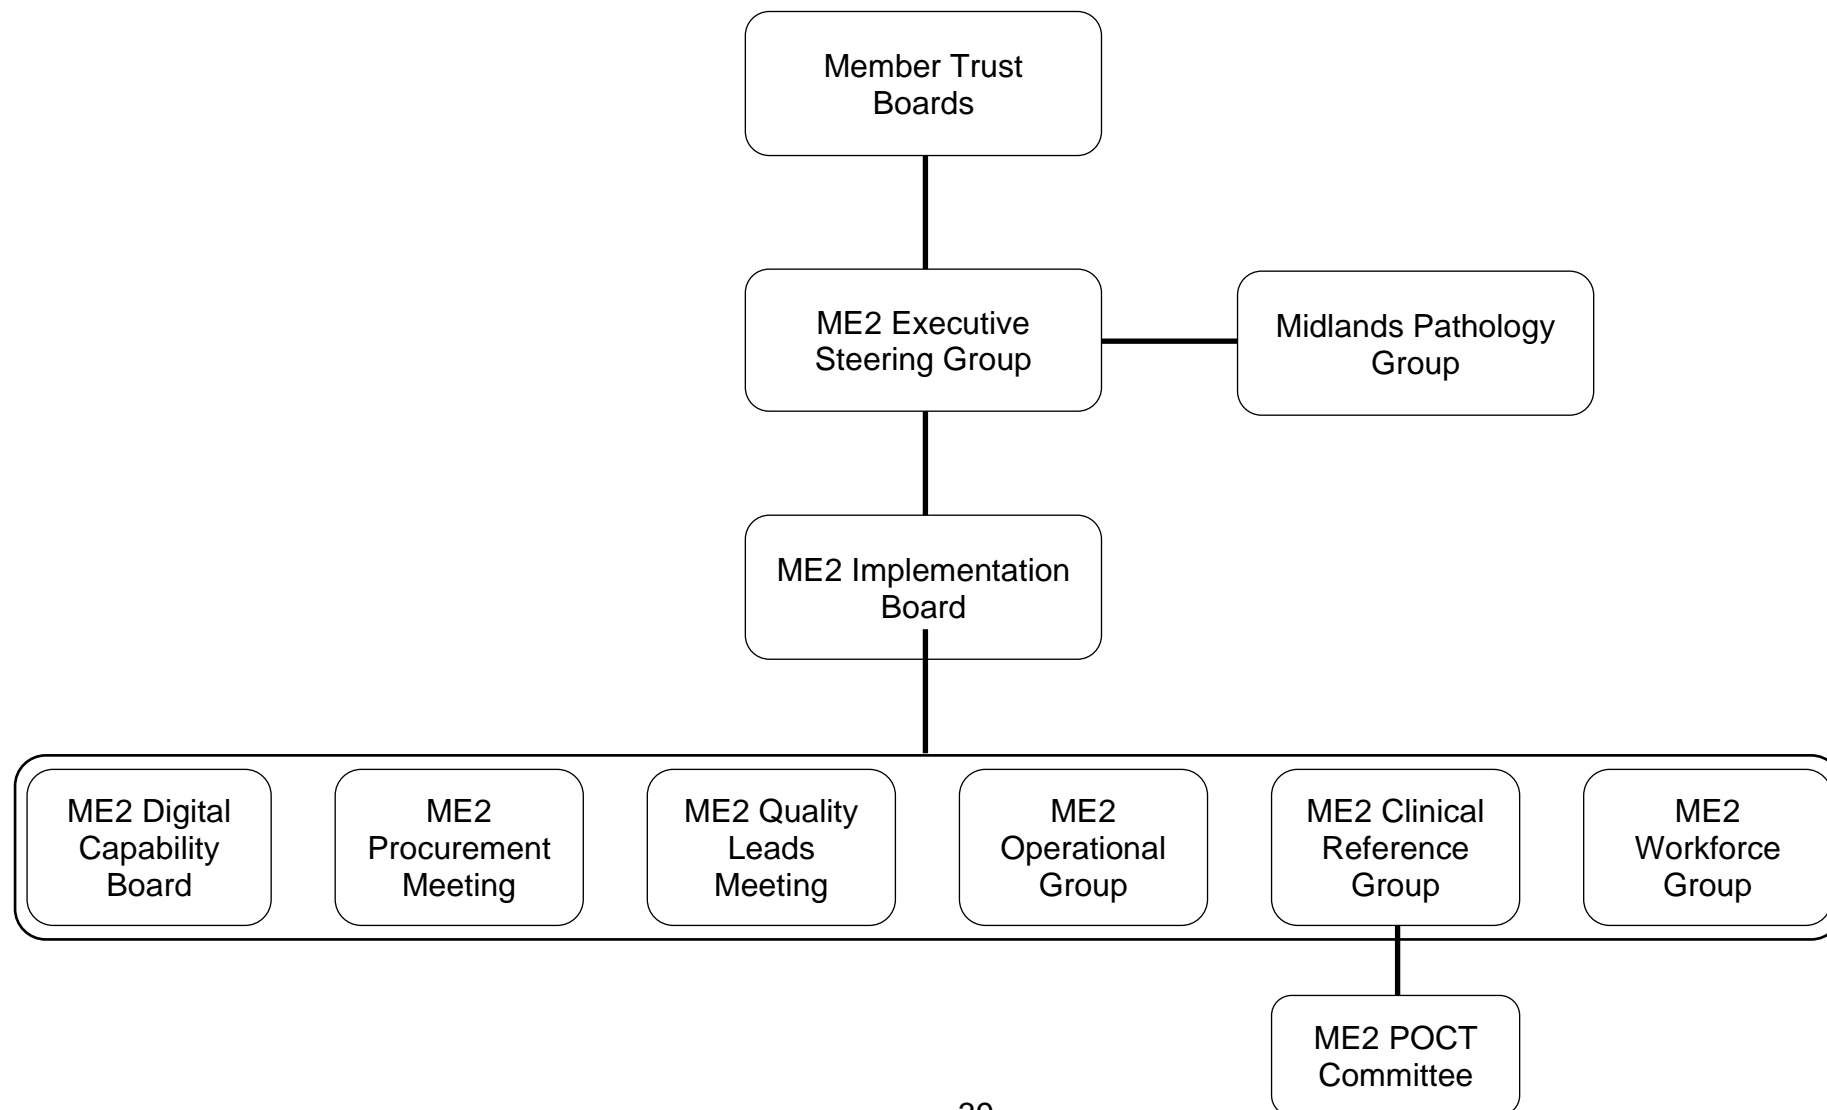 Member Trust
Boards
ME2 Executive
Steering Group
Midlands Pathology
Group
ME2 Implementation
Board
ME2 Digital
Capability
Board
ME2
Procurement
Meeting
ME2 Quality
Leads
Meeting
ME2
Operational
Group
ME2 Clinical
Reference
Group
ME2
Workforce
Group
ME2 POCT
Committee